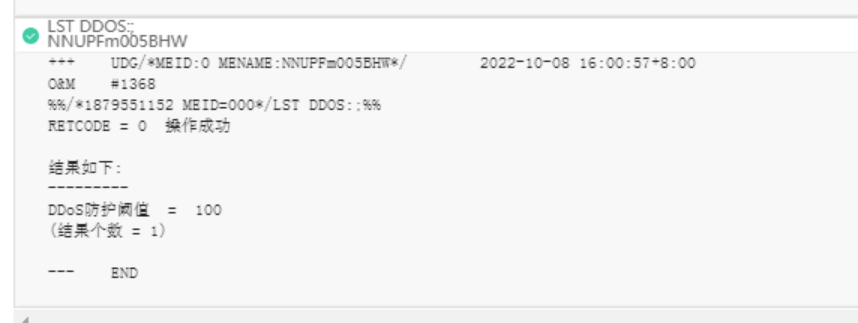 LST DDOS:;
NNUPFm005BHW
+++ UDG/*MEID:0 MENAME:NNUPFm005BHW*/ 2022-10-08 16:00:57+8:00
O&M #1368
%%/*1879551152 MEID=000*/LST DDOS:;%%
RETCODE = 0 操作成功
结果如下:
---------
DDoS防护阈值 = 100
(结果个数 = 1)
--- END